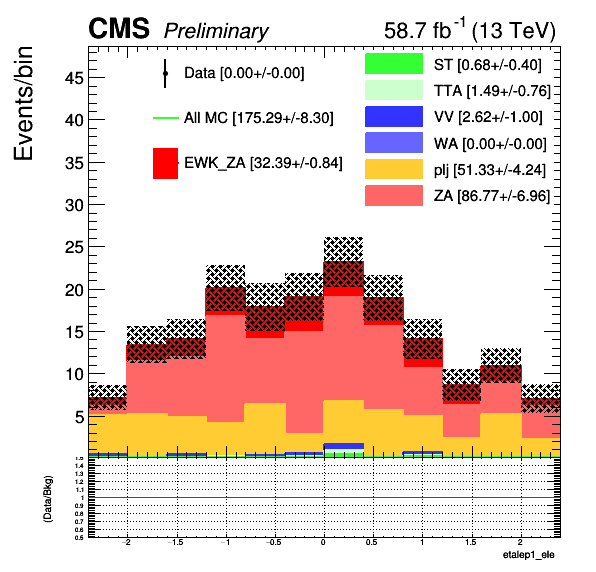 CMS Preliminary 58.7 fb⁻¹ (13 TeV)
Events/bin
45
40
35
30
25
20
15
10
5
Data [0.00+/-0.00]
All MC [175.29+/-8.30]
EWK_ZA [32.39+/-0.84]
ST [0.68+/-0.40]
TTA [1.49+/-0.76]
VV [2.62+/-1.00]
WA [0.00+/-0.00]
plj [51.33+/-4.24]
ZA [86.77+/-6.96]
(Data/Bkg)
1.5
1.4
1.3
1.2
1.1
1
0.9
0.8
0.7
0.6
0.5
−2 −1.5 −1 −0.5 0 0.5 1 1.5 2
etalep1_ele